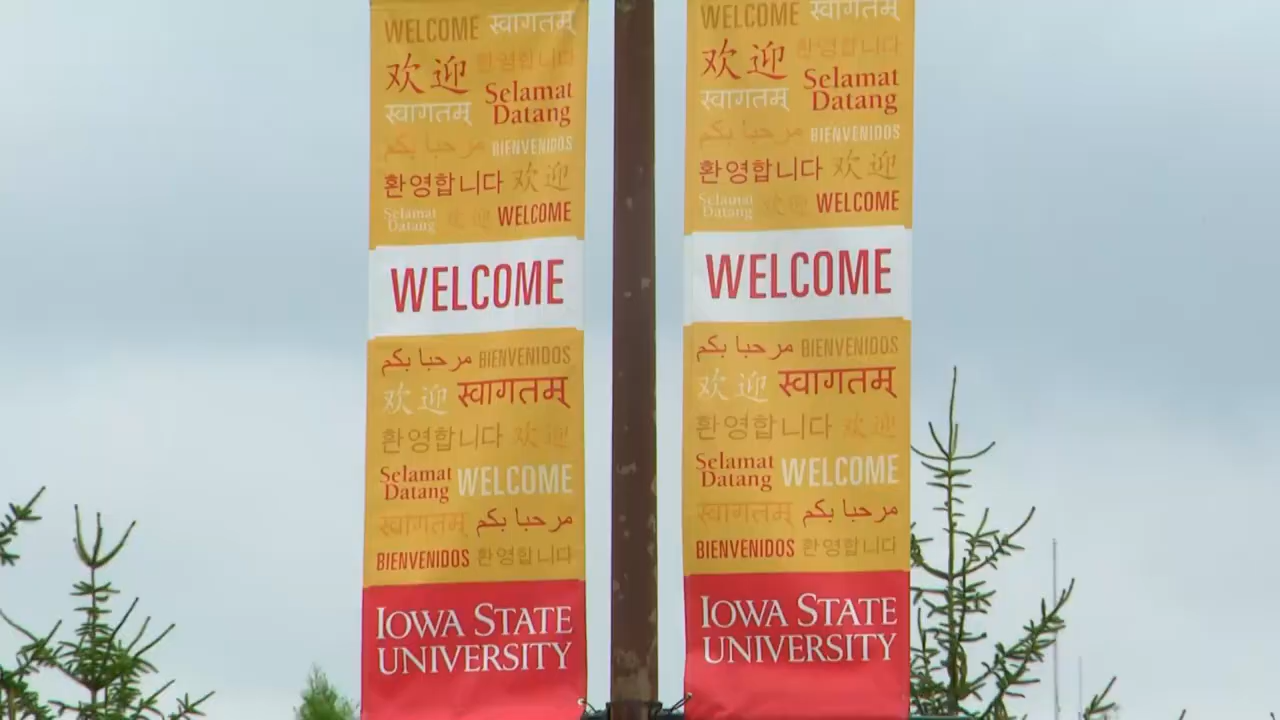 WELCOME स्वागतम्
欢迎 환영합니다
स्वागतम् Selamat Datang
مرحبا بكم BIENVENIDOS
환영합니다 欢迎
Selamat Datang 欢迎 WELCOME
WELCOME
مرحبا بكم BIENVENIDOS
欢迎 स्वागतम्
환영합니다 欢迎
Selamat Datang WELCOME
स्वागतम् مرحبا بكم
BIENVENIDOS 환영합니다
IOWA STATE
UNIVERSITY
WELCOME स्वागतम्
欢迎 환영합니다
स्वागतम् Selamat Datang
مرحبا بكم BIENVENIDOS
환영합니다 欢迎
Selamat Datang 欢迎 WELCOME
WELCOME
مرحبا بكم BIENVENIDOS
欢迎 स्वागतम्
환영합니다 欢迎
Selamat Datang WELCOME
स्वागतम् مرحبا بكم
BIENVENIDOS 환영합니다
IOWA STATE
UNIVERSITY